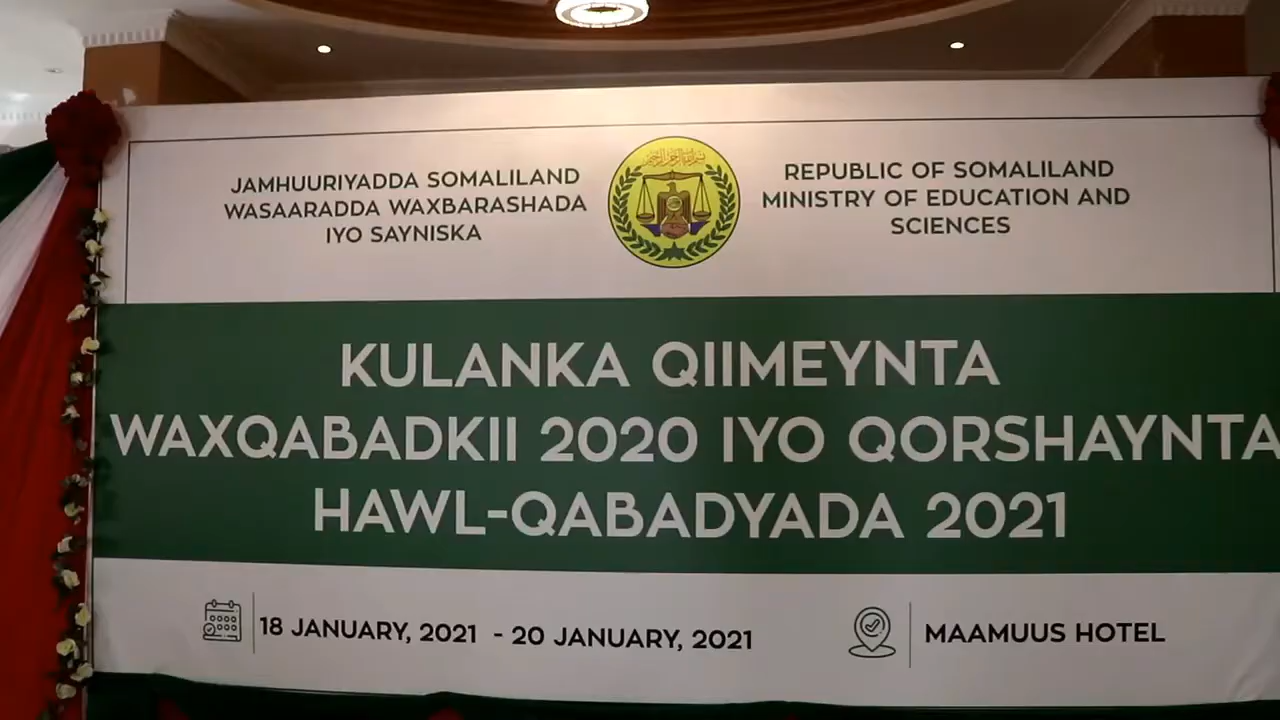 JAMHUURIYADDA SOMALILAND
WASAARADDA WAXBARASHADA
IYO SAYNISKA
REPUBLIC OF SOMALILAND
MINISTRY OF EDUCATION AND
SCIENCES
KULANKA QIIMEYNTA
WAXQABADKII 2020 IYO QORSHAYNTA
HAWL-QABADYADA 2021
18 JANUARY, 2021 - 20 JANUARY, 2021
MAAMUUS HOTEL